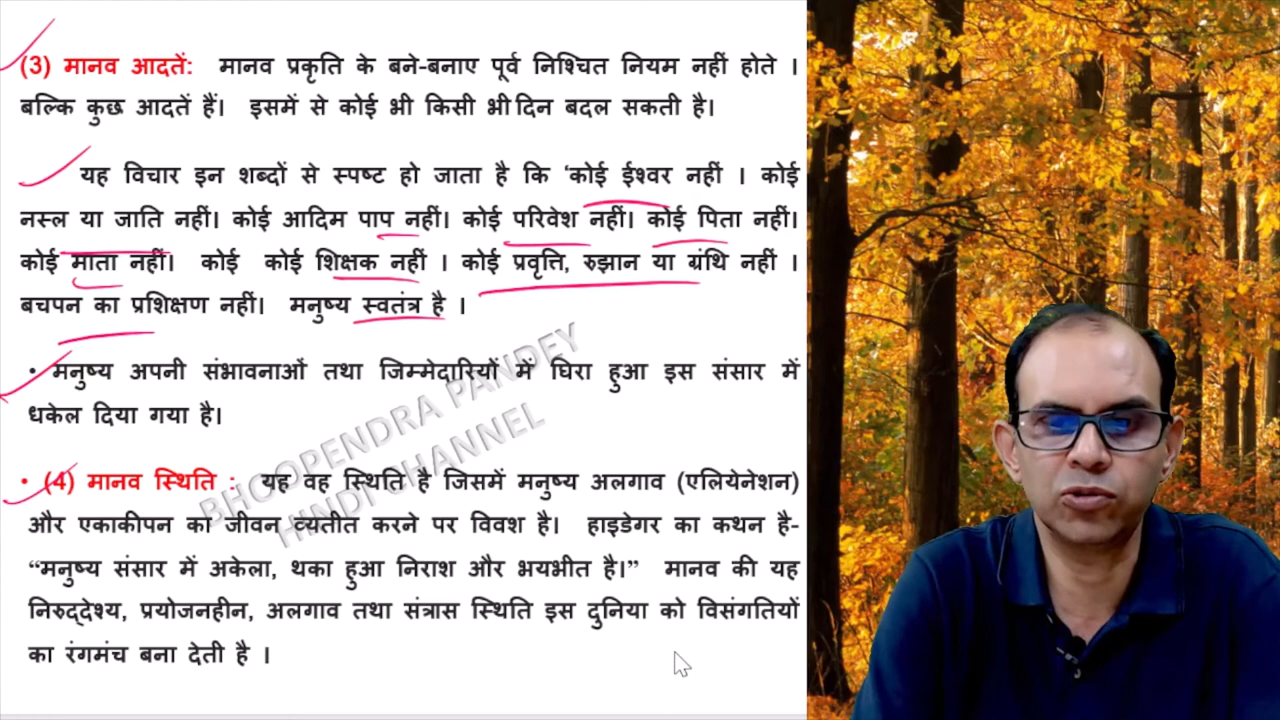 (3) मानव आदतें: मानव प्रकृति के बने-बनाए पूर्व निश्चित नियम नहीं होते ।
बल्कि कुछ आदतें हैं। इसमें से कोई भी किसी भी दिन बदल सकती है।
यह विचार इन शब्दों से स्पष्ट हो जाता है कि ‘कोई ईश्वर नहीं । कोई
नस्ल या जाति नहीं। कोई आदिम पाप नहीं। कोई परिवेश नहीं। कोई पिता नहीं।
कोई माता नहीं। कोई कोई शिक्षक नहीं । कोई प्रवृत्ति, रुझान या ग्रंथि नहीं ।
बचपन का प्रशिक्षण नहीं। मनुष्य स्वतंत्र है ।
• मनुष्य अपनी संभावनाओं तथा जिम्मेदारियों में घिरा हुआ इस संसार में
धकेल दिया गया है।
• (4) मानव स्थिति : यह वह स्थिति है जिसमें मनुष्य अलगाव (एलियेनेशन)
और एकाकीपन का जीवन व्यतीत करने पर विवश है। हाइडेगर का कथन है-
“मनुष्य संसार में अकेला, थका हुआ निराश और भयभीत है।” मानव की यह
निरुद्देश्य, प्रयोजनहीन, अलगाव तथा संत्रास स्थिति इस दुनिया को विसंगतियों
का रंगमंच बना देती है ।
BHOOPENDRA PANDEY
HINDI CHANNEL